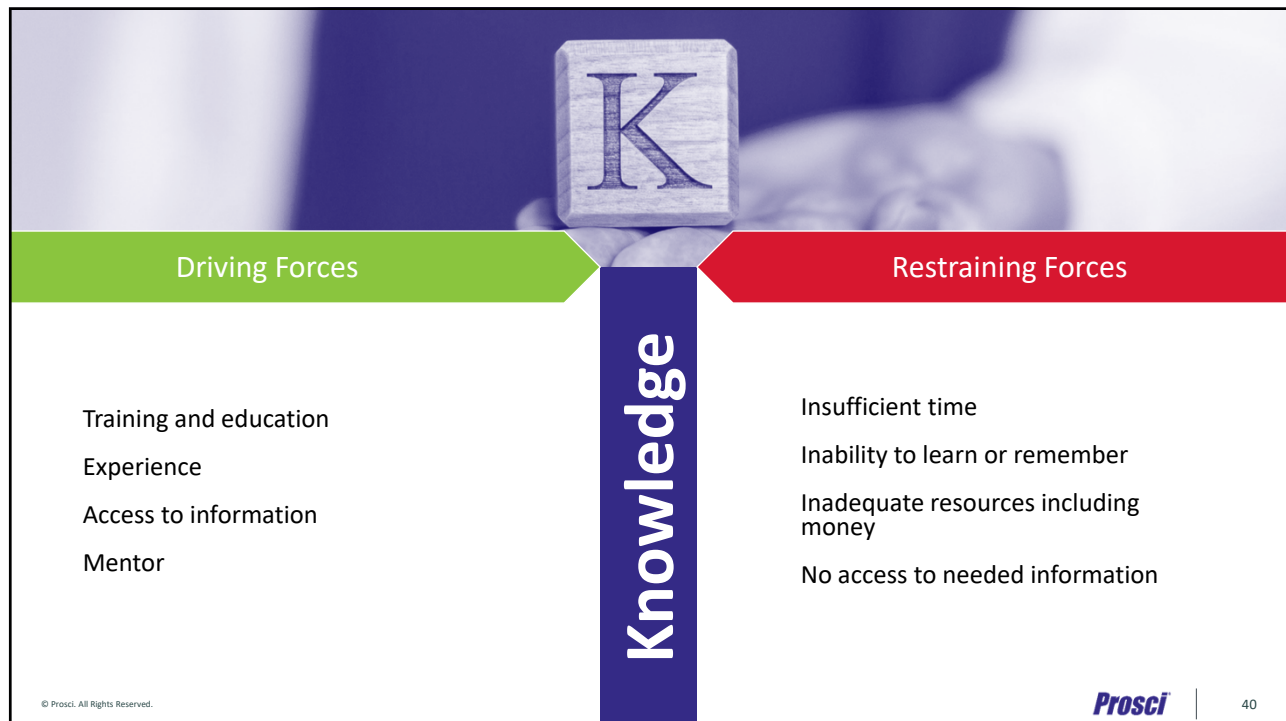 K
Driving Forces
Restraining Forces
Knowledge
Training and education
Experience
Access to information
Mentor
Insufficient time
Inability to learn or remember
Inadequate resources including
money
No access to needed information
© Prosci. All Rights Reserved.
Prosci
40